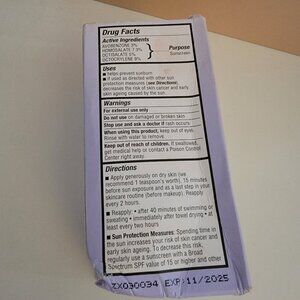 Drug Facts
Active Ingredients
AVOBENZONE 3%
HOMOSALATE 7.3%
OCTISALATE 5%
OCTOCRYLENE 9%
Purpose
Sunscreen
Uses
▪ helps prevent sunburn
▪ if used as directed with other sun
protection measures (see Directions),
decreases the risk of skin cancer and early
skin ageing caused by the sun.
Warnings
For external use only
Do not use on damaged or broken skin
Stop use and ask a doctor if rash occurs
When using this product, keep out of eyes.
Rinse with water to remove.
Keep out of reach of children. If swallowed,
get medical help or contact a Poison Control
Center right away.
Directions
▪ Apply generously on dry skin (we
recommend 1 teaspoon's worth), 15 minutes
before sun exposure and as a last step in your
skincare routine (before makeup). Reapply
every 2 hours.
▪ Reapply: • after 40 minutes of swimming or
sweating • immediately after towel drying • at
least every two hours
▪ Sun Protection Measures: Spending time in
the sun increases your risk of skin cancer and
early skin ageing. To decrease this risk,
regularly use a sunscreen with a Broad
Spectrum SPF value of 15 or higher and other
ZX030034 EXP:11/2025